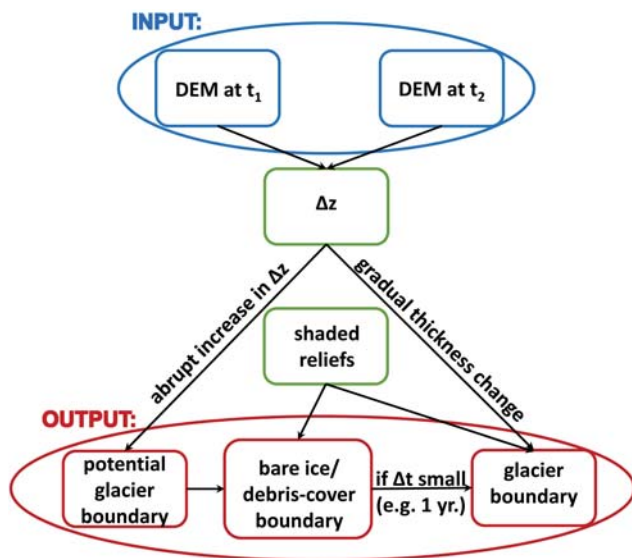 INPUT:
DEM at t₁
DEM at t₂
Δz
abrupt increase in Δz
gradual thickness change
shaded
reliefs
OUTPUT:
potential
glacier
boundary
bare ice/
debris-cover
boundary
if Δt small
(e.g. 1 yr.)
glacier
boundary